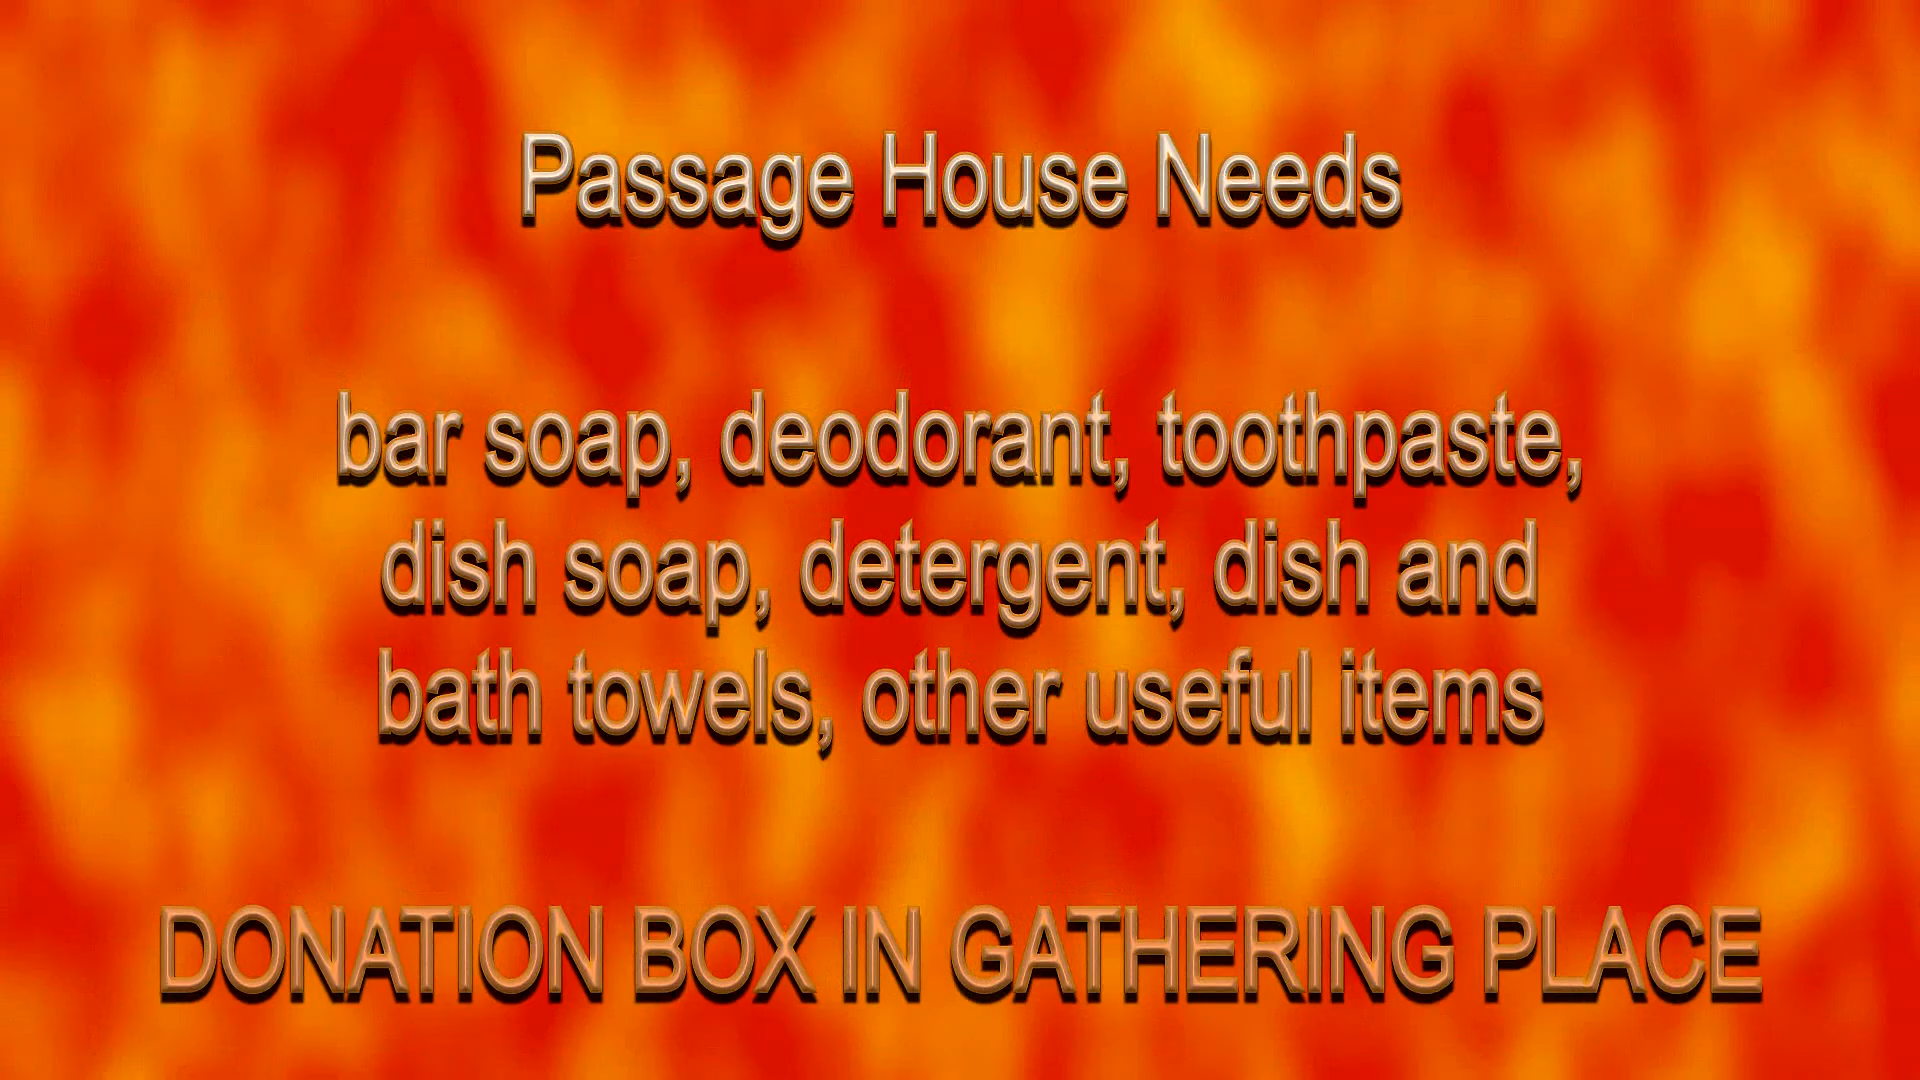 Passage House Needs
bar soap, deodorant, toothpaste,
dish soap, detergent, dish and
bath towels, other useful items
DONATION BOX IN GATHERING PLACE